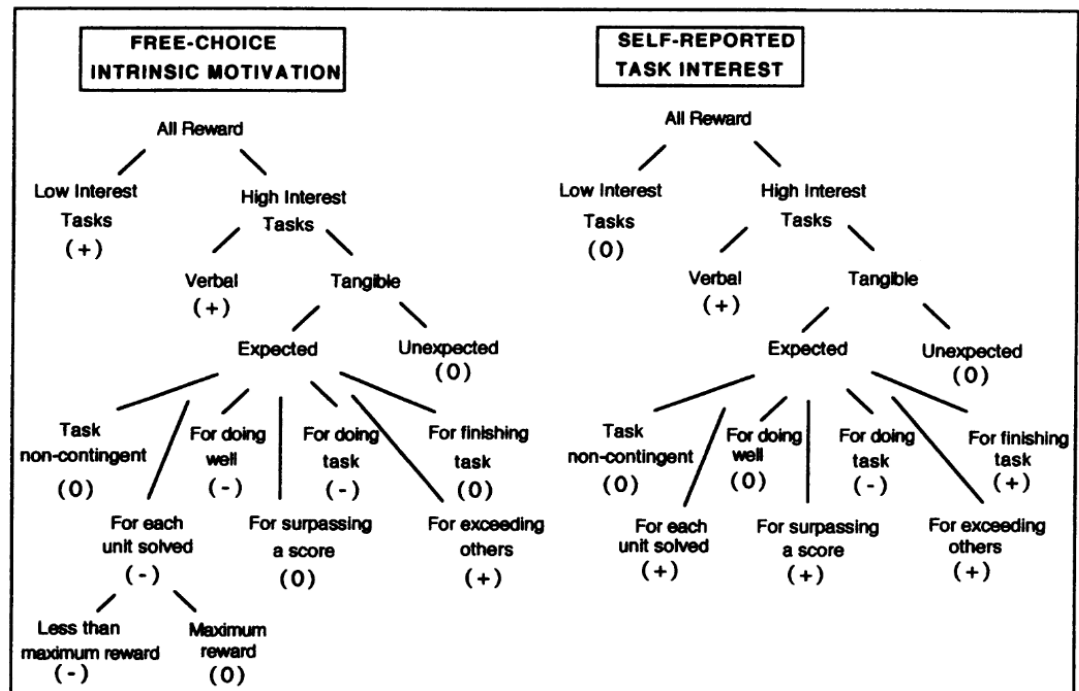 FREE-CHOICE
INTRINSIC MOTIVATION
All Reward
Low Interest
Tasks
(+)
High Interest
Tasks
Verbal
(+)
Tangible
Expected
Unexpected
(0)
Task
non-contingent
(0)
For doing
well
(-)
For doing
task
(-)
For finishing
task
(0)
For each
unit solved
(-)
For surpassing
a score
(0)
For exceeding
others
(+)
Less than
maximum reward
(-)
Maximum
reward
(0)
SELF-REPORTED
TASK INTEREST
All Reward
Low Interest
Tasks
(0)
High Interest
Tasks
Verbal
(+)
Tangible
Expected
Unexpected
(0)
Task
non-contingent
(0)
For doing
well
(0)
For doing
task
(-)
For finishing
task
(+)
For each
unit solved
(+)
For surpassing
a score
(+)
For exceeding
others
(+)